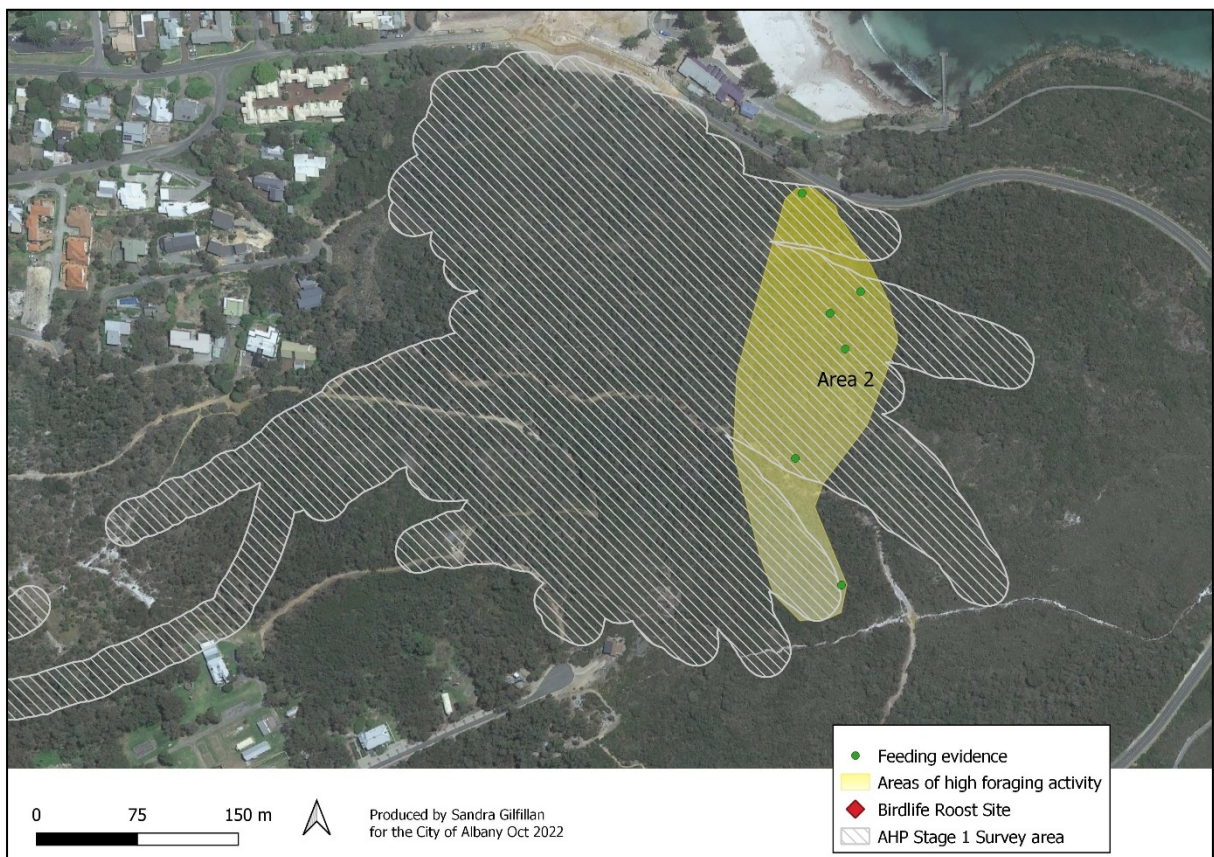 Area 2
Feeding evidence
Areas of high foraging activity
Birdlife Roost Site
AHP Stage 1 Survey area
0 75 150 m
Produced by Sandra Gilfillan
for the City of Albany Oct 2022